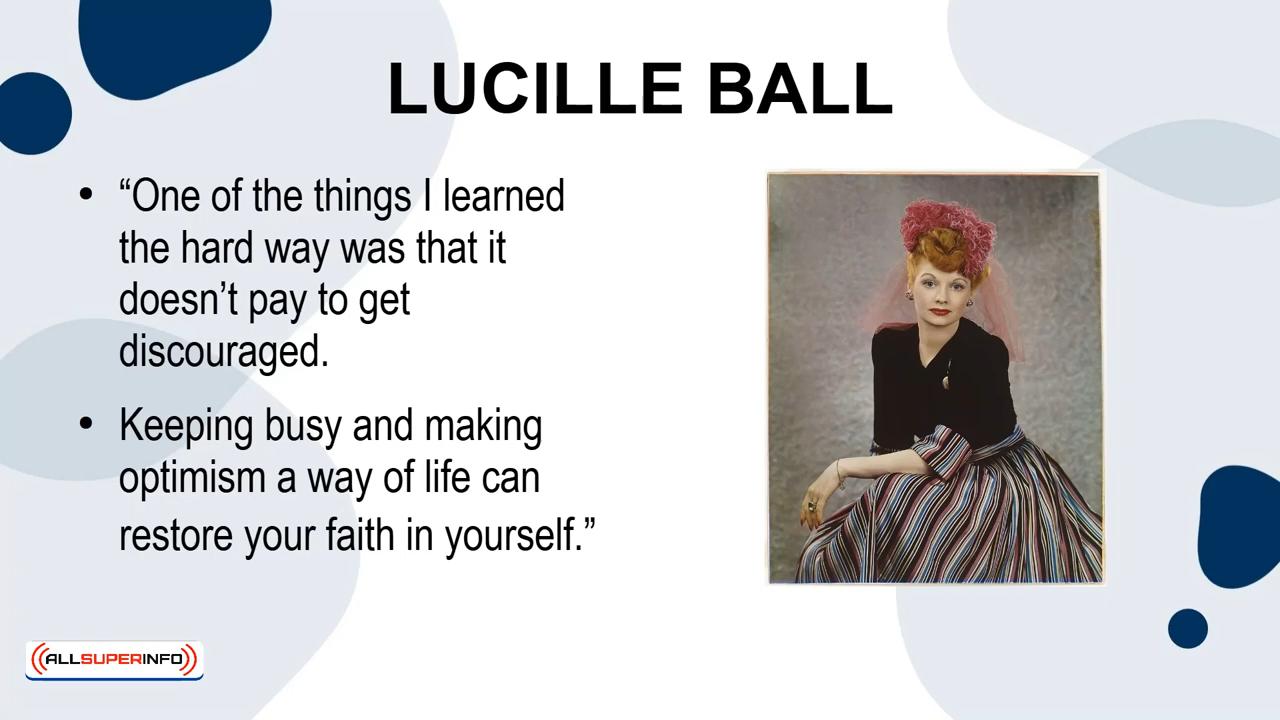 LUCILLE BALL
• “One of the things I learned
the hard way was that it
doesn’t pay to get
discouraged.
• Keeping busy and making
optimism a way of life can
restore your faith in yourself.”
ALLSUPERINFO